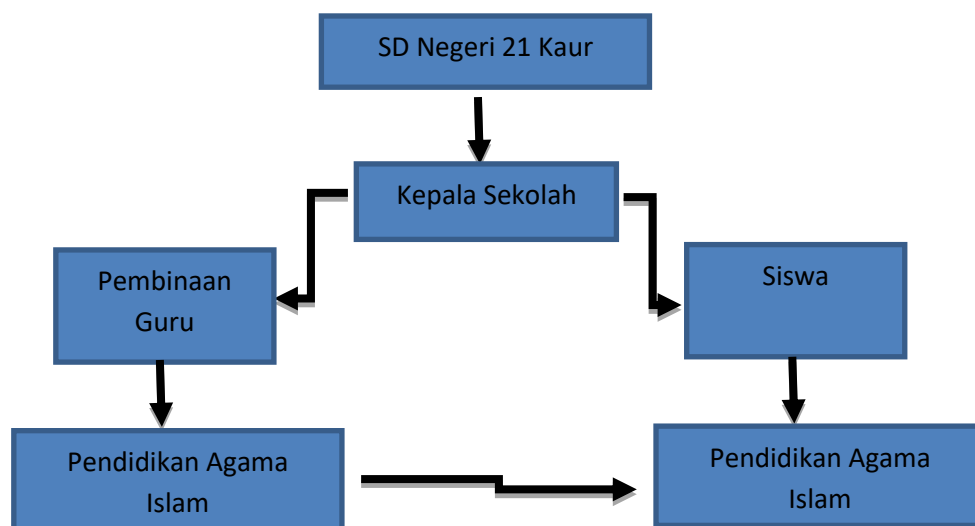 SD Negeri 21 Kaur
Kepala Sekolah
Pembinaan
Guru
Siswa
Pendidikan Agama
Islam
Pendidikan Agama
Islam